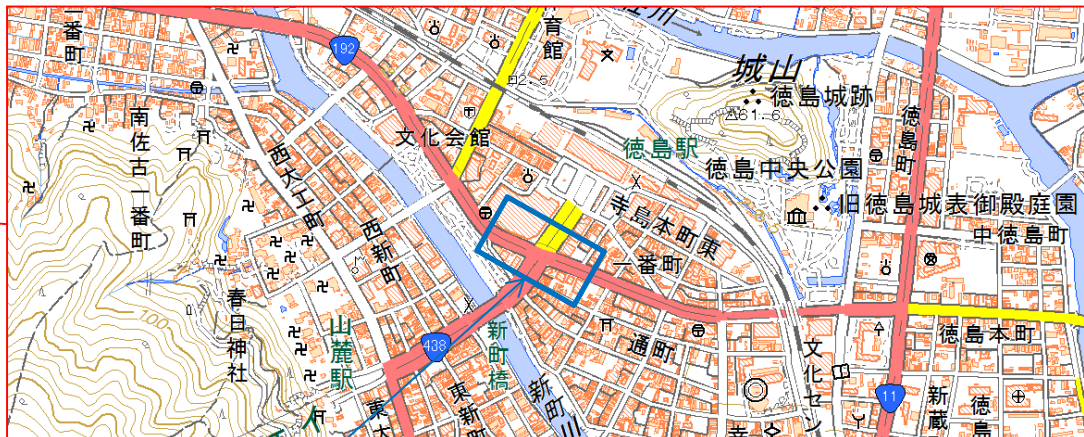 二番町
192
育館
2.5
城山
徳島城跡
61.6
徳島町
南佐古一番町
文化会館
徳島駅
徳島中央公園
旧徳島城表御殿庭園
西大工町
西新町
寺島本町東
中徳島町
一番町
春日神社
山麓駅
438
新町橋
通町
徳島本町
11
東新町
新町川
文化セン
新蔵
徳島
東大